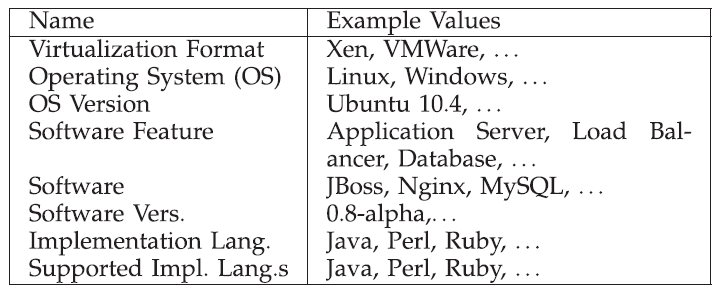 Name Example Values
Virtualization Format Xen, VMWare, ...
Operating System (OS) Linux, Windows, ...
OS Version Ubuntu 10.4, ...
Software Feature Application Server, Load Bal-
ancer, Database, ...
Software JBoss, Nginx, MySQL, ...
Software Vers. 0.8-alpha,...
Implementation Lang. Java, Perl, Ruby, ...
Supported Impl. Lang.s Java, Perl, Ruby, ...